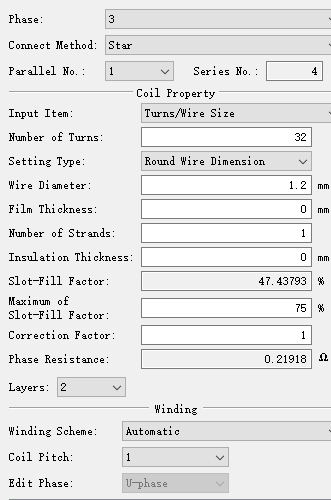 Phase: 3
Connect Method: Star
Parallel No.: 1 Series No.: 4
Coil Property
Input Item: Turns/Wire Size
Number of Turns: 32
Setting Type: Round Wire Dimension
Wire Diameter: 1.2 mm
Film Thickness: 0 mm
Number of Strands: 1
Insulation Thickness: 0 mm
Slot-Fill Factor: 47.43793 %
Maximum of
Slot-Fill Factor: 75 %
Correction Factor: 1
Phase Resistance: 0.21918 Ω
Layers: 2
Winding
Winding Scheme: Automatic
Coil Pitch: 1
Edit Phase: U-phase